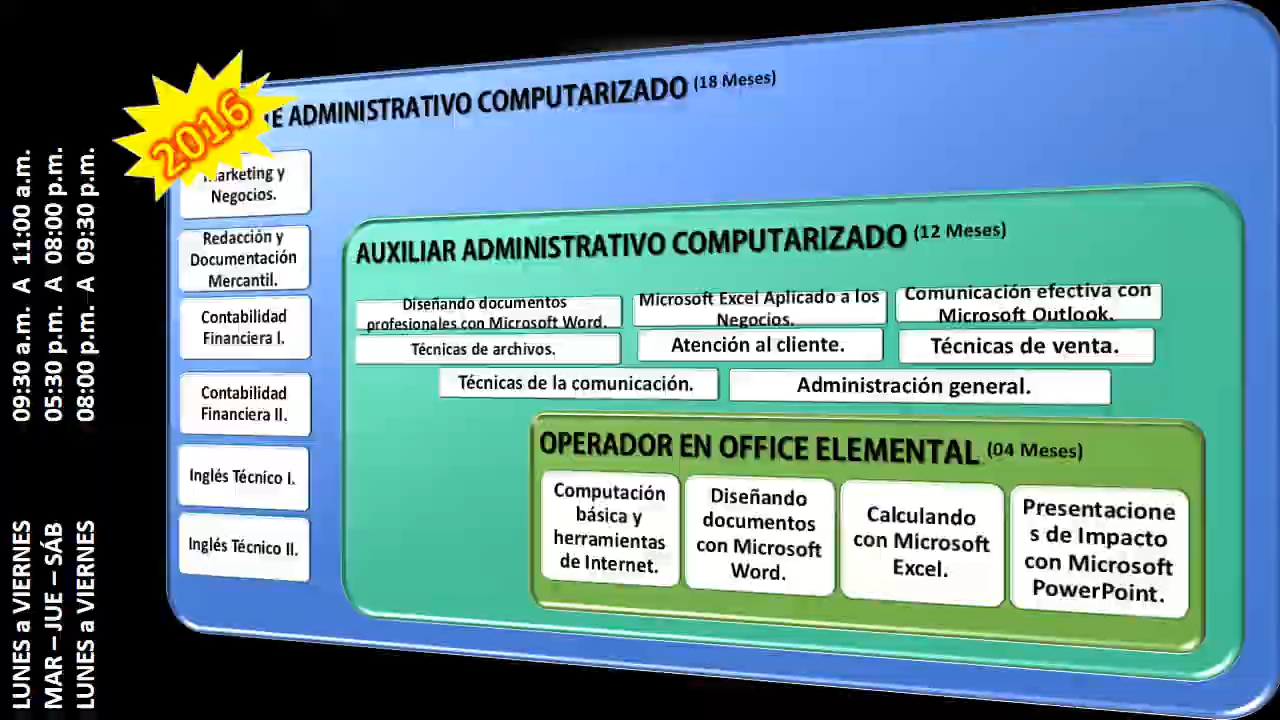 LUNES a VIERNES 09:30 a.m. A 11:00 a.m.
MAR – JUE – SÁB 05:30 p.m. A 08:00 p.m.
LUNES a VIERNES 08:00 p.m. A 09:30 p.m.
2016
ADMINISTRATIVO COMPUTARIZADO (18 Meses)
Marketing y
Negocios.
Redacción y
Documentación
Mercantil.
Contabilidad
Financiera I.
Contabilidad
Financiera II.
Inglés Técnico I.
Inglés Técnico II.
AUXILIAR ADMINISTRATIVO COMPUTARIZADO (12 Meses)
Diseñando documentos
profesionales con Microsoft Word.
Microsoft Excel Aplicado a los
Negocios.
Comunicación efectiva con
Microsoft Outlook.
Técnicas de archivos.
Atención al cliente.
Técnicas de venta.
Técnicas de la comunicación.
Administración general.
OPERADOR EN OFFICE ELEMENTAL (04 Meses)
Computación
básica y
herramientas
de Internet.
Diseñando
documentos
con Microsoft
Word.
Calculando
con Microsoft
Excel.
Presentacione
s de Impacto
con Microsoft
PowerPoint.